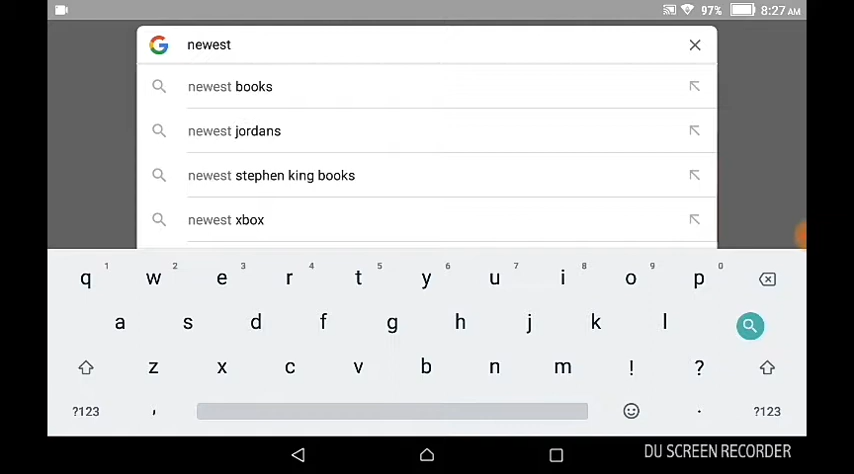 97% 8:27 AM
newest
newest books
newest jordans
newest stephen king books
newest xbox
1 2 3 4 5 6 7 8 9 0
q w e r t y u i o p
a s d f g h j k l
z x c v b n m ! ?
?123 , . ?123
DU SCREEN RECORDER